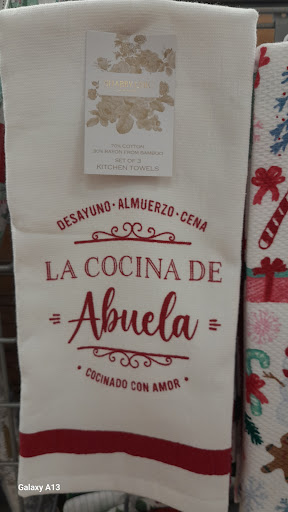 SET OF 2
KITCHEN TOWELS
DESAYUNO • ALMUERZO • CENA
LA COCINA DE
Abuela
• COCINADO CON AMOR •
Galaxy A13